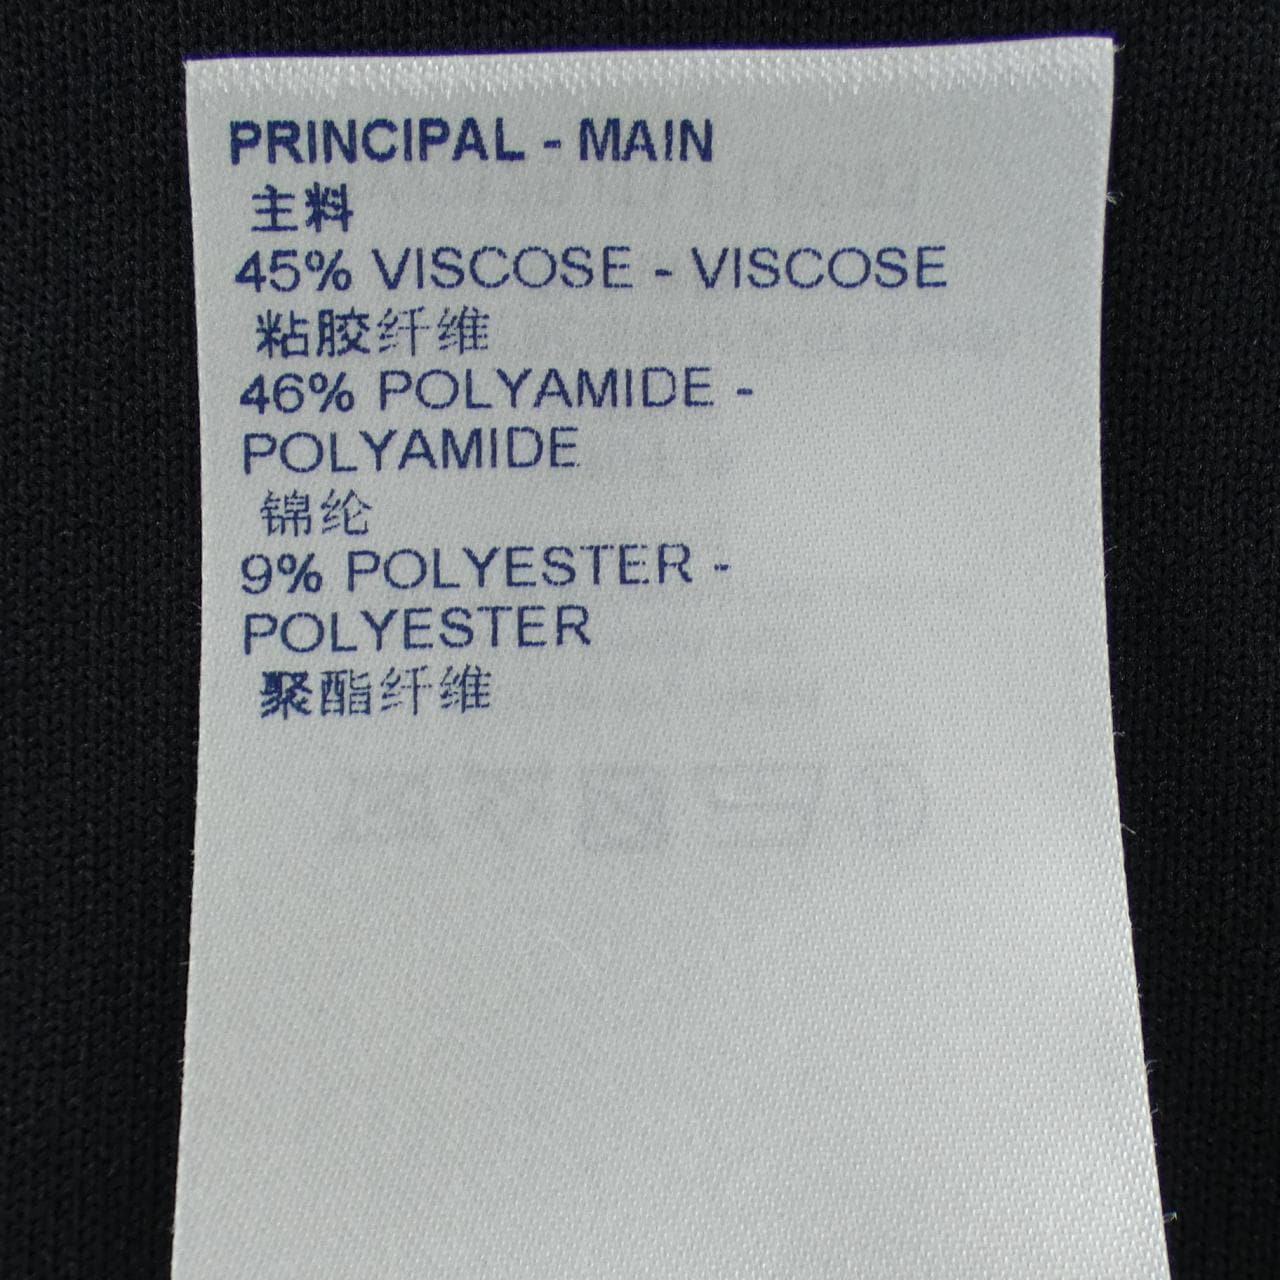 PRINCIPAL - MAIN
主料
45% VISCOSE - VISCOSE
粘胶纤维
46% POLYAMIDE -
POLYAMIDE
锦纶
9% POLYESTER -
POLYESTER
聚酯纤维